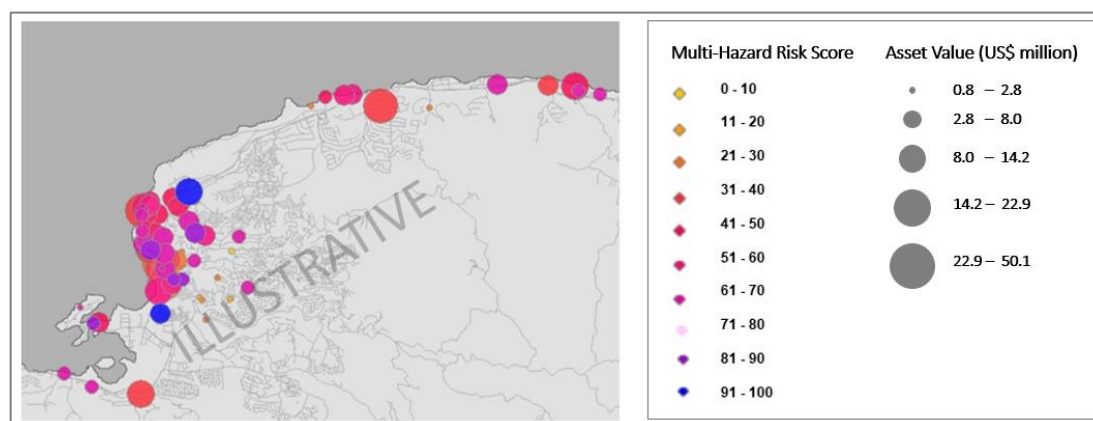 ILLUSTRATIVE
Multi-Hazard Risk Score
0 - 10
11 - 20
21 - 30
31 - 40
41 - 50
51 - 60
61 - 70
71 - 80
81 - 90
91 - 100
Asset Value (US$ million)
0.8 – 2.8
2.8 – 8.0
8.0 – 14.2
14.2 – 22.9
22.9 – 50.1